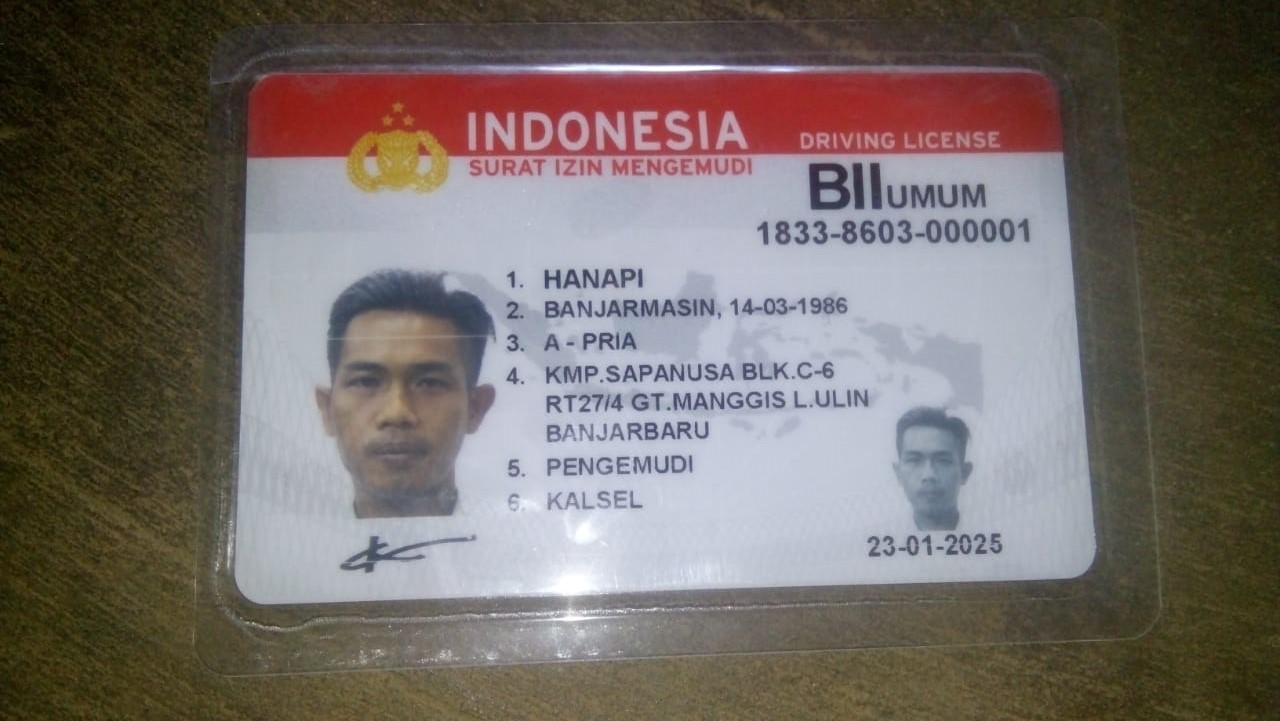 INDONESIA
SURAT IZIN MENGEMUDI
DRIVING LICENSE
BII UMUM
1833-8603-000001
1. HANAPI
2. BANJARMASIN, 14-03-1986
3. A - PRIA
4. KMP.SAPANUSA BLK.C-6
RT27/4 GT.MANGGIS L.ULIN
BANJARBARU
5. PENGEMUDI
6. KALSEL
23-01-2025